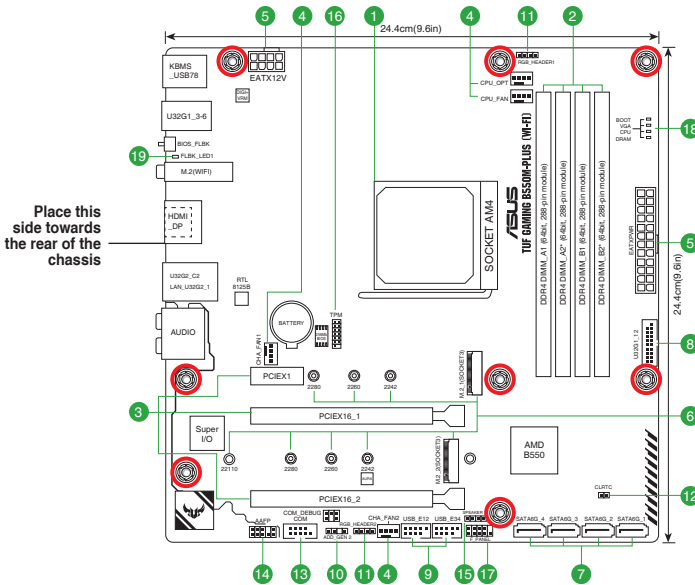 5
4
16
1
4
11
2
24.4cm(9.6in)
KBMS
_USB78
EATX12V
RGB_HEADER1
DIGI+
VRM
CPU_OPT
CPU_FAN
U32G1_3-6
BOOT
VGA
CPU
DRAM
18
BIOS_FLBK
19
FLBK_LED1
M.2(WIFI)
Place this
side towards
the rear of the
chassis
HDMI
_DP
SOCKET AM4
ASUS
TUF GAMING B550M-PLUS (WI-FI)
DDR4 DIMM_A1 (64bit, 288-pin module)
DDR4 DIMM_A2* (64bit, 288-pin module)
DDR4 DIMM_B1 (64bit, 288-pin module)
DDR4 DIMM_B2* (64bit, 288-pin module)
EATXPWR
5
24.4cm(9.6in)
U32G2_C2
LAN_U32G2_1
RTL
8125B
AUDIO
BATTERY
TPM
CHA_FAN1
U32G1_12
8
M.2_1(SOCKET3)
PCIEX1
2280
2260
2242
3
PCIEX16_1
6
Super
I/O
M.2_2(SOCKET3)
AMD
B550
22110
2280
2260
2242
CLRTC
12
PCIEX16_2
AAFP
COM_DEBUG
COM
ADD_GEN 2
RGB_HEADER2
CHA_FAN2
USB_E12
USB_E34
SPEAKER
F_PANEL
SATA6G_4
SATA6G_3
SATA6G_2
SATA6G_1
14
13
10
11
4
9
15
17
7